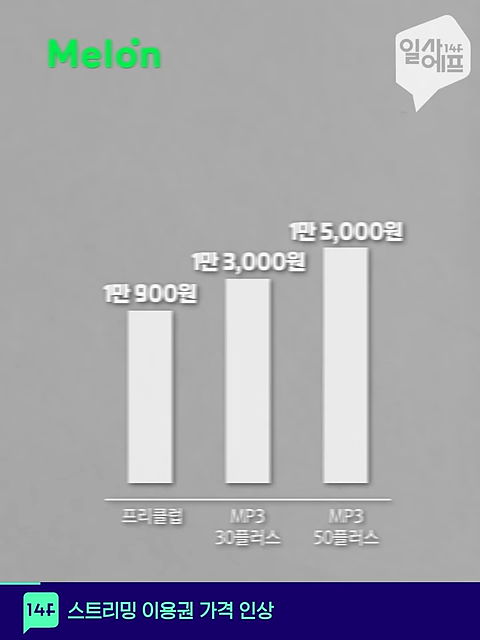 Melon
일사 14F
에프
1만 5,000원
1만 3,000원
1만 900원
프리클럽
MP3
30플러스
MP3
50플러스
14F 스트리밍 이용권 가격 인상